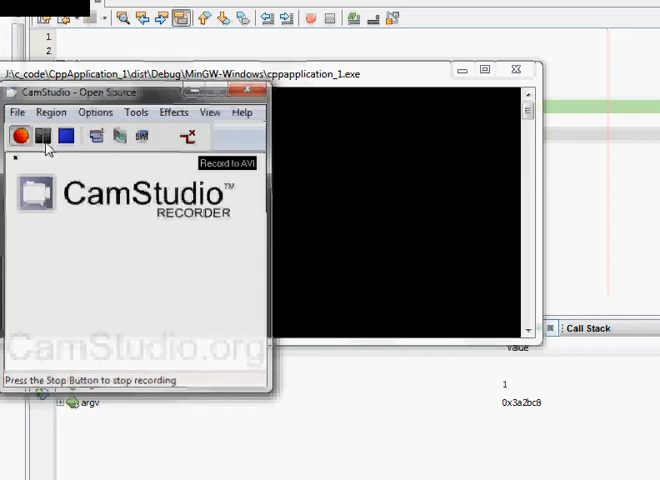 1
2
J:\c_code\CppApplication_1\dist\Debug\MinGW-Windows\cppapplication_1.exe
CamStudio - Open Source
File Region Options Tools Effects View Help
SWF
Record to AVI
CamStudio™
RECORDER
CamStudio.org
Press the Stop Button to stop recording
Call Stack
Value
1
argv 0x3a2bc8